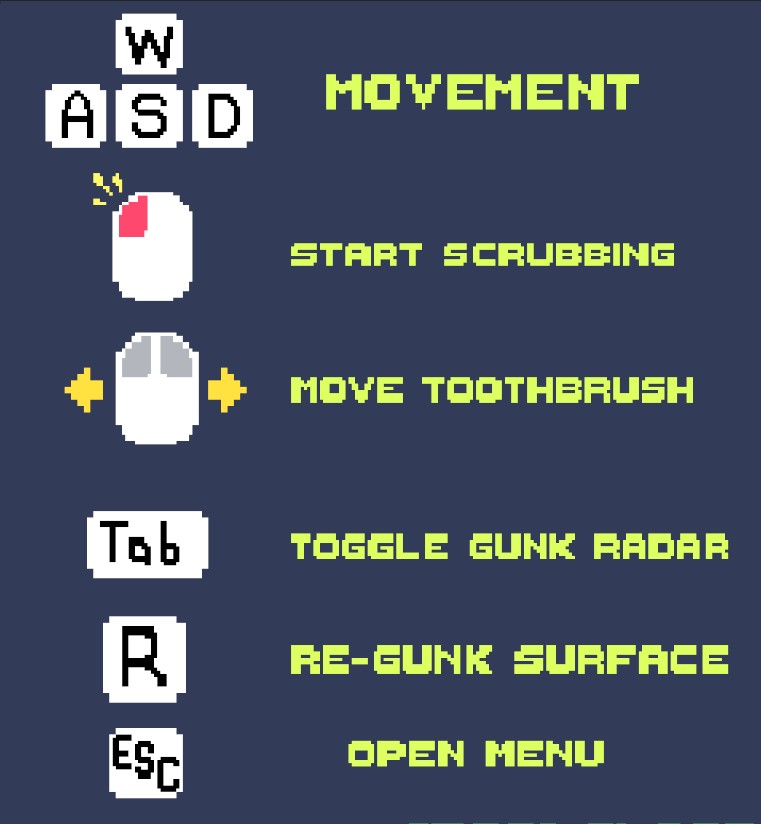 W
A S D
MOVEMENT
START SCRUBBING
MOVE TOOTHBRUSH
Tab
TOGGLE GUNK RADAR
R
RE-GUNK SURFACE
ESC
OPEN MENU